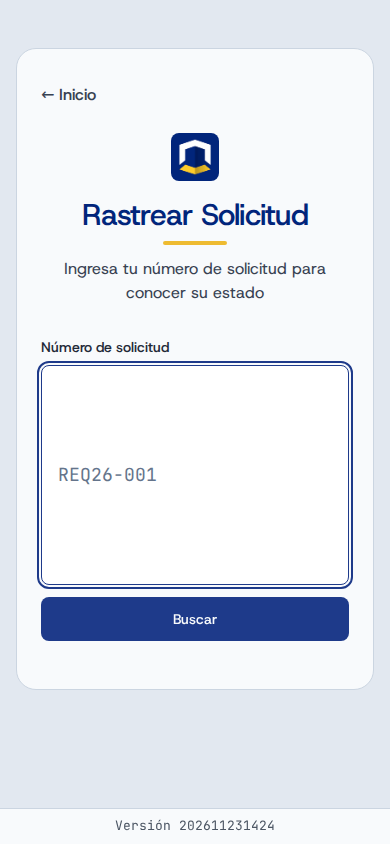 ← Inicio
Rastrear Solicitud
Ingresa tu número de solicitud para
conocer su estado
Número de solicitud
REQ26-001
Buscar
Versión 202611231424